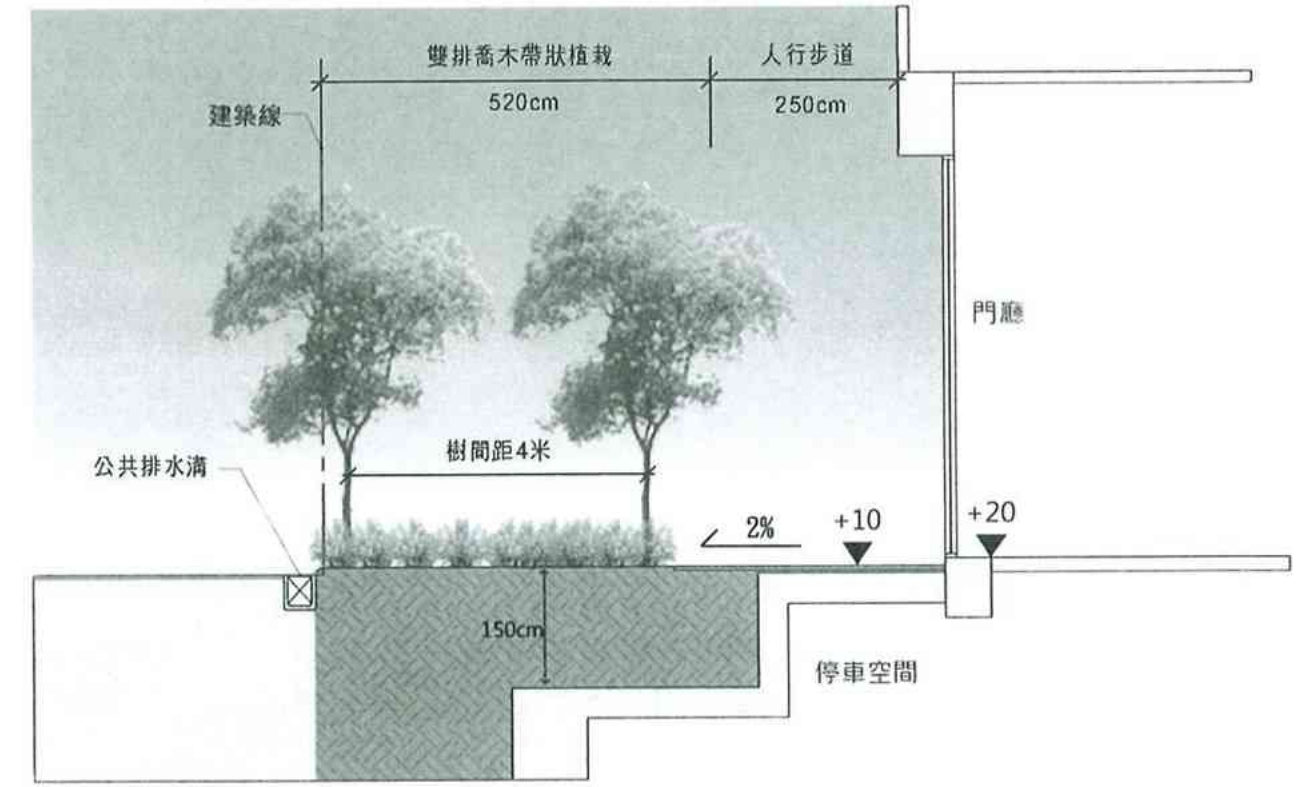 雙排喬木帶狀植栽
人行步道
520cm
250cm
建築線
門廳
樹間距4米
公共排水溝
2%
+10
+20
150cm
停車空間